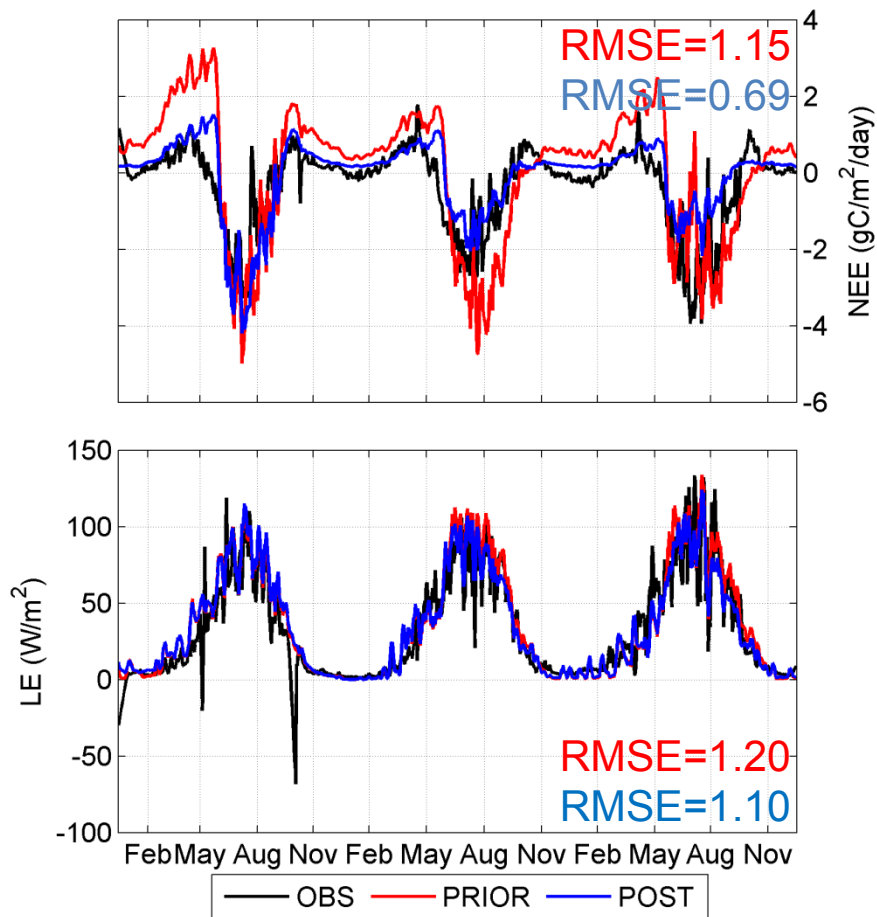 4
RMSE=1.15
2
RMSE=0.69
0
-2
-4
-6
NEE (gC/m²/day)
150
100
50
0
-50
-100
LE (W/m²)
RMSE=1.20
RMSE=1.10
Feb May Aug Nov Feb May Aug Nov Feb May Aug Nov
OBS PRIOR POST